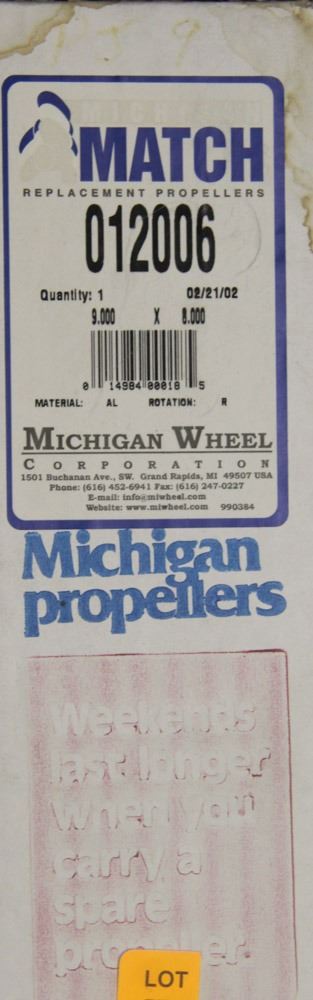 MICHIGAN
MATCH
REPLACEMENT PROPELLERS
012006
Quantity: 1 02/21/02
9.000 X 8.000
0 14984 00018 5
MATERIAL: AL ROTATION: R
MICHIGAN WHEEL
CORPORATION
1501 Buchanan Ave., SW. Grand Rapids, MI 49507 USA
Phone: (616) 452-6941 Fax: (616) 247-0227
E-mail: info@miwheel.com
Website: www.miwheel.com 990384
Michigan
propellers
Weekends
last longer
when you
carry a
spare
propeller.
LOT